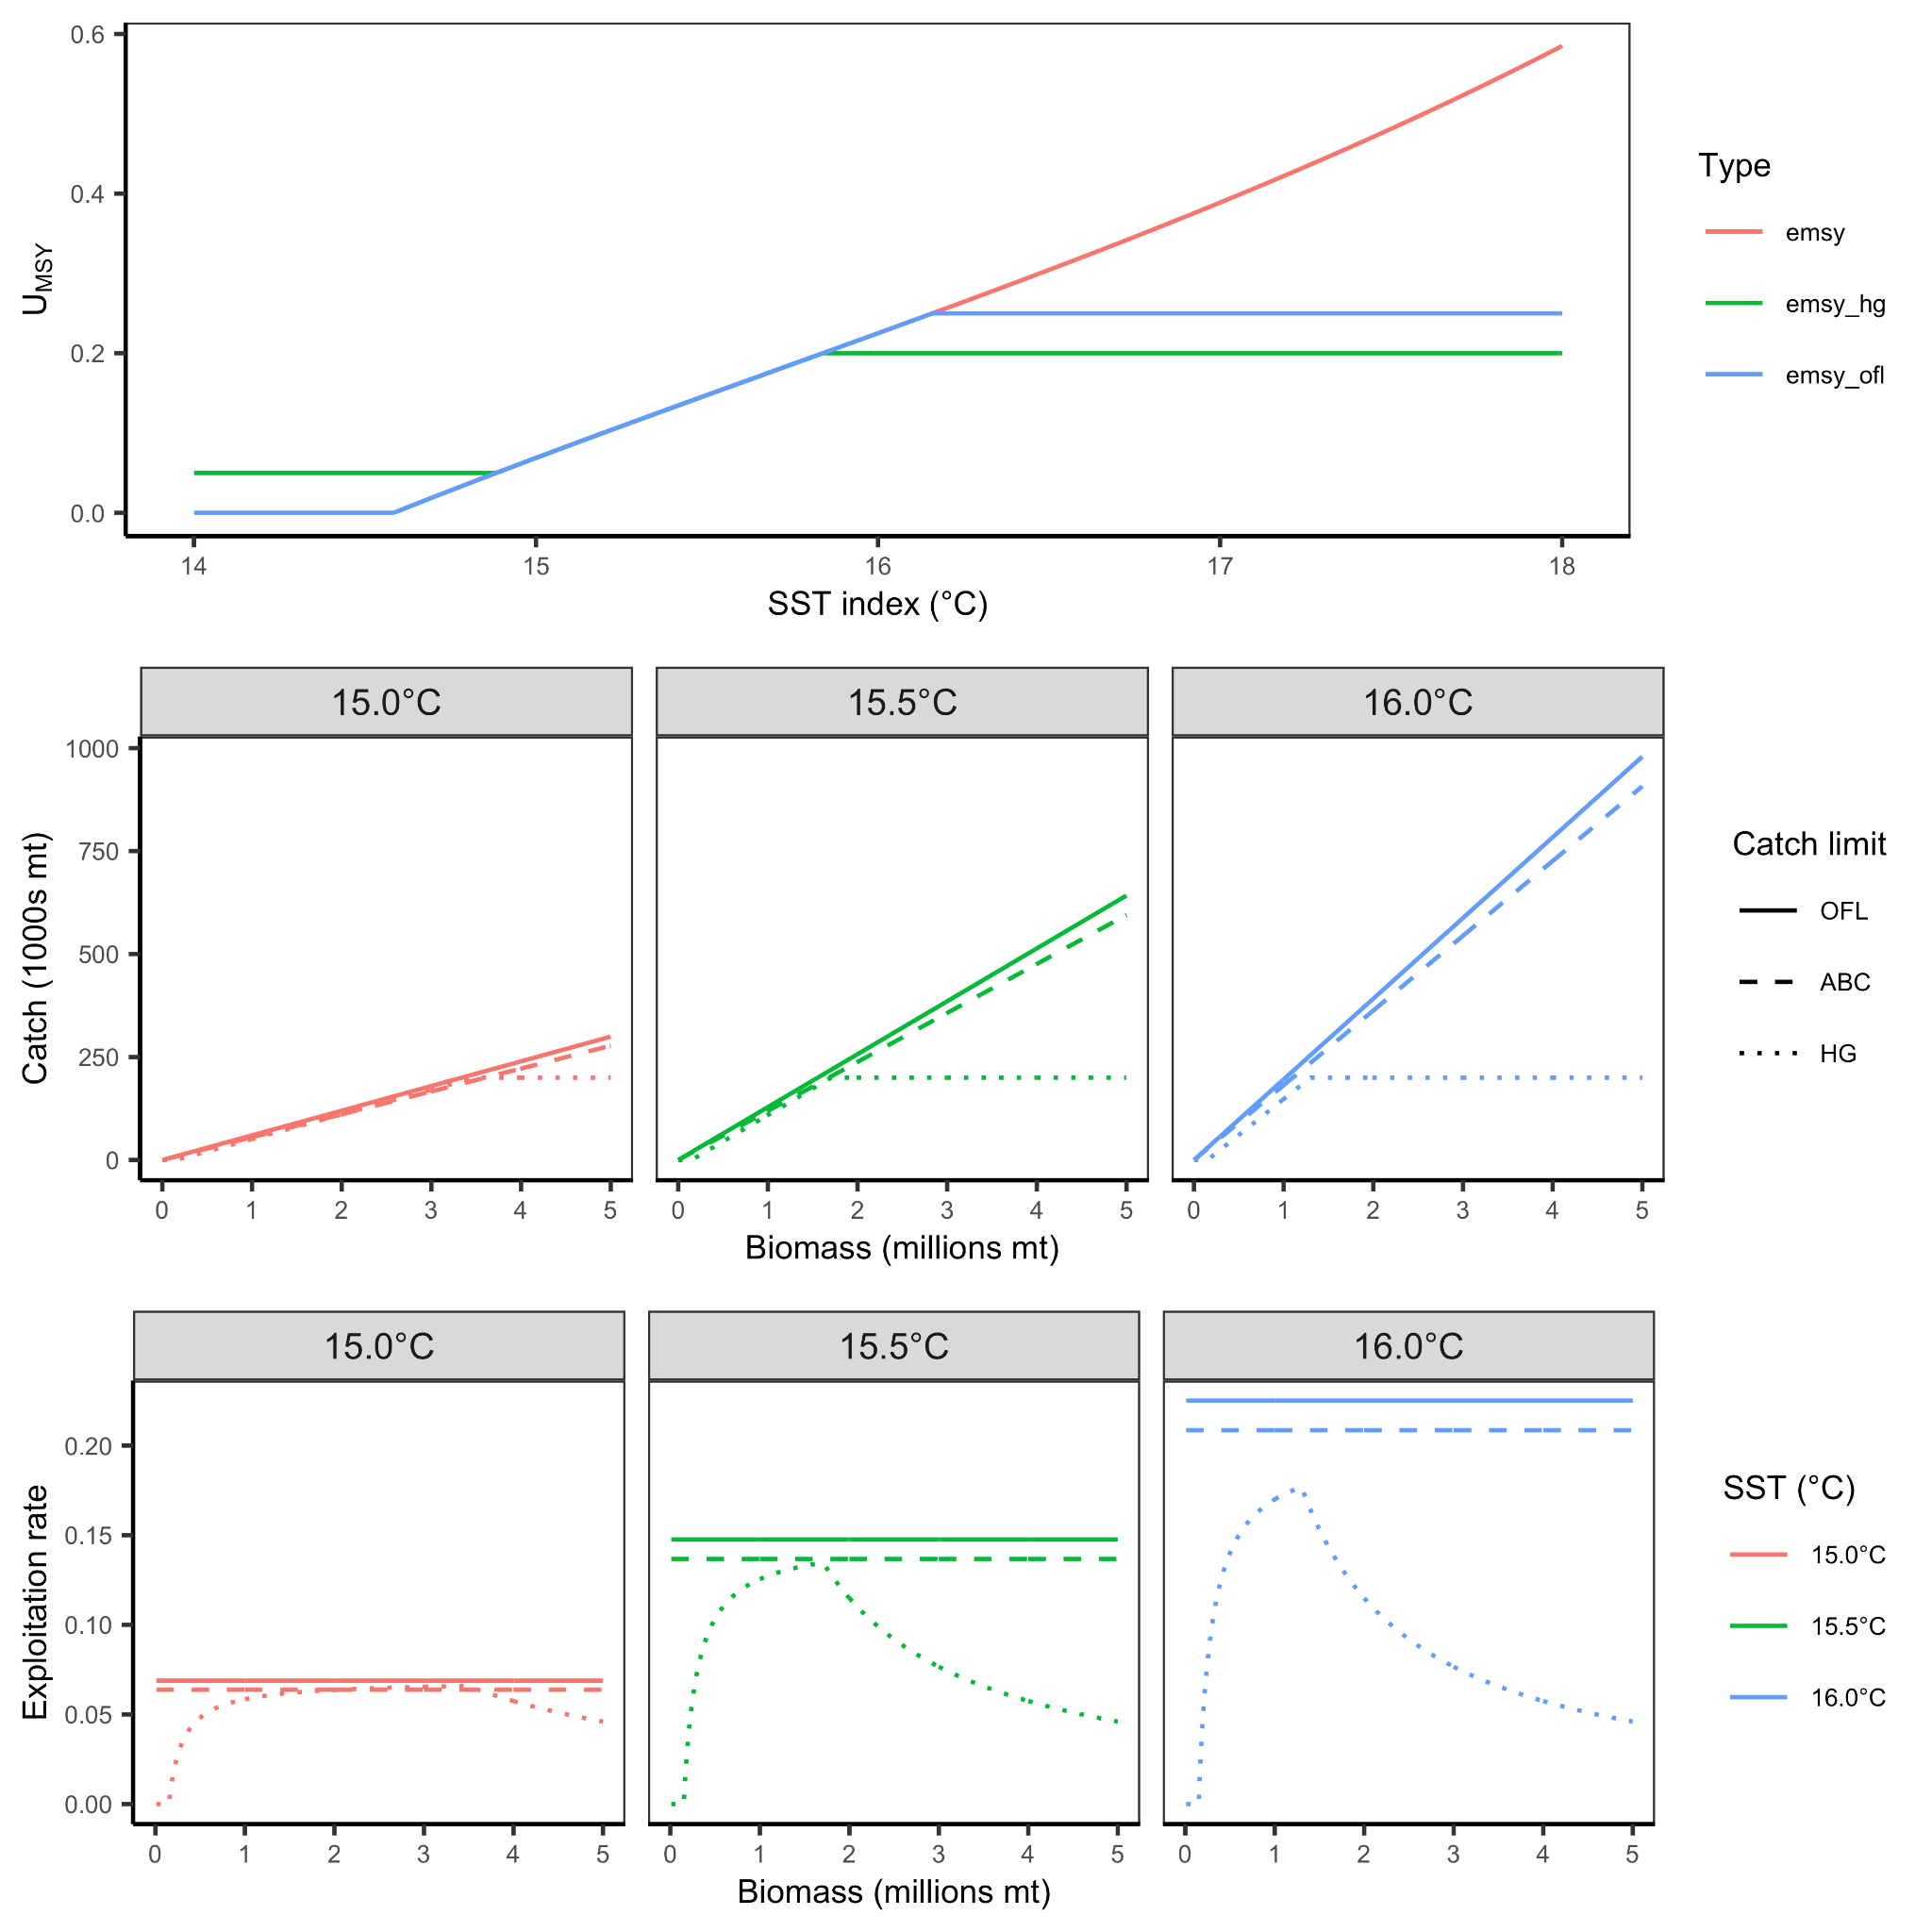 0.6
0.4
0.2
0.0
U_MSY
14 15 16 17 18
SST index (°C)
Type
emsy
emsy_hg
emsy_ofl
15.0°C 15.5°C 16.0°C
1000
750
500
250
0
Catch (1000s mt)
0 1 2 3 4 5 0 1 2 3 4 5 0 1 2 3 4 5
Biomass (millions mt)
Catch limit
OFL
ABC
HG
15.0°C 15.5°C 16.0°C
0.20
0.15
0.10
0.05
0.00
Exploitation rate
0 1 2 3 4 5 0 1 2 3 4 5 0 1 2 3 4 5
Biomass (millions mt)
SST (°C)
15.0°C
15.5°C
16.0°C